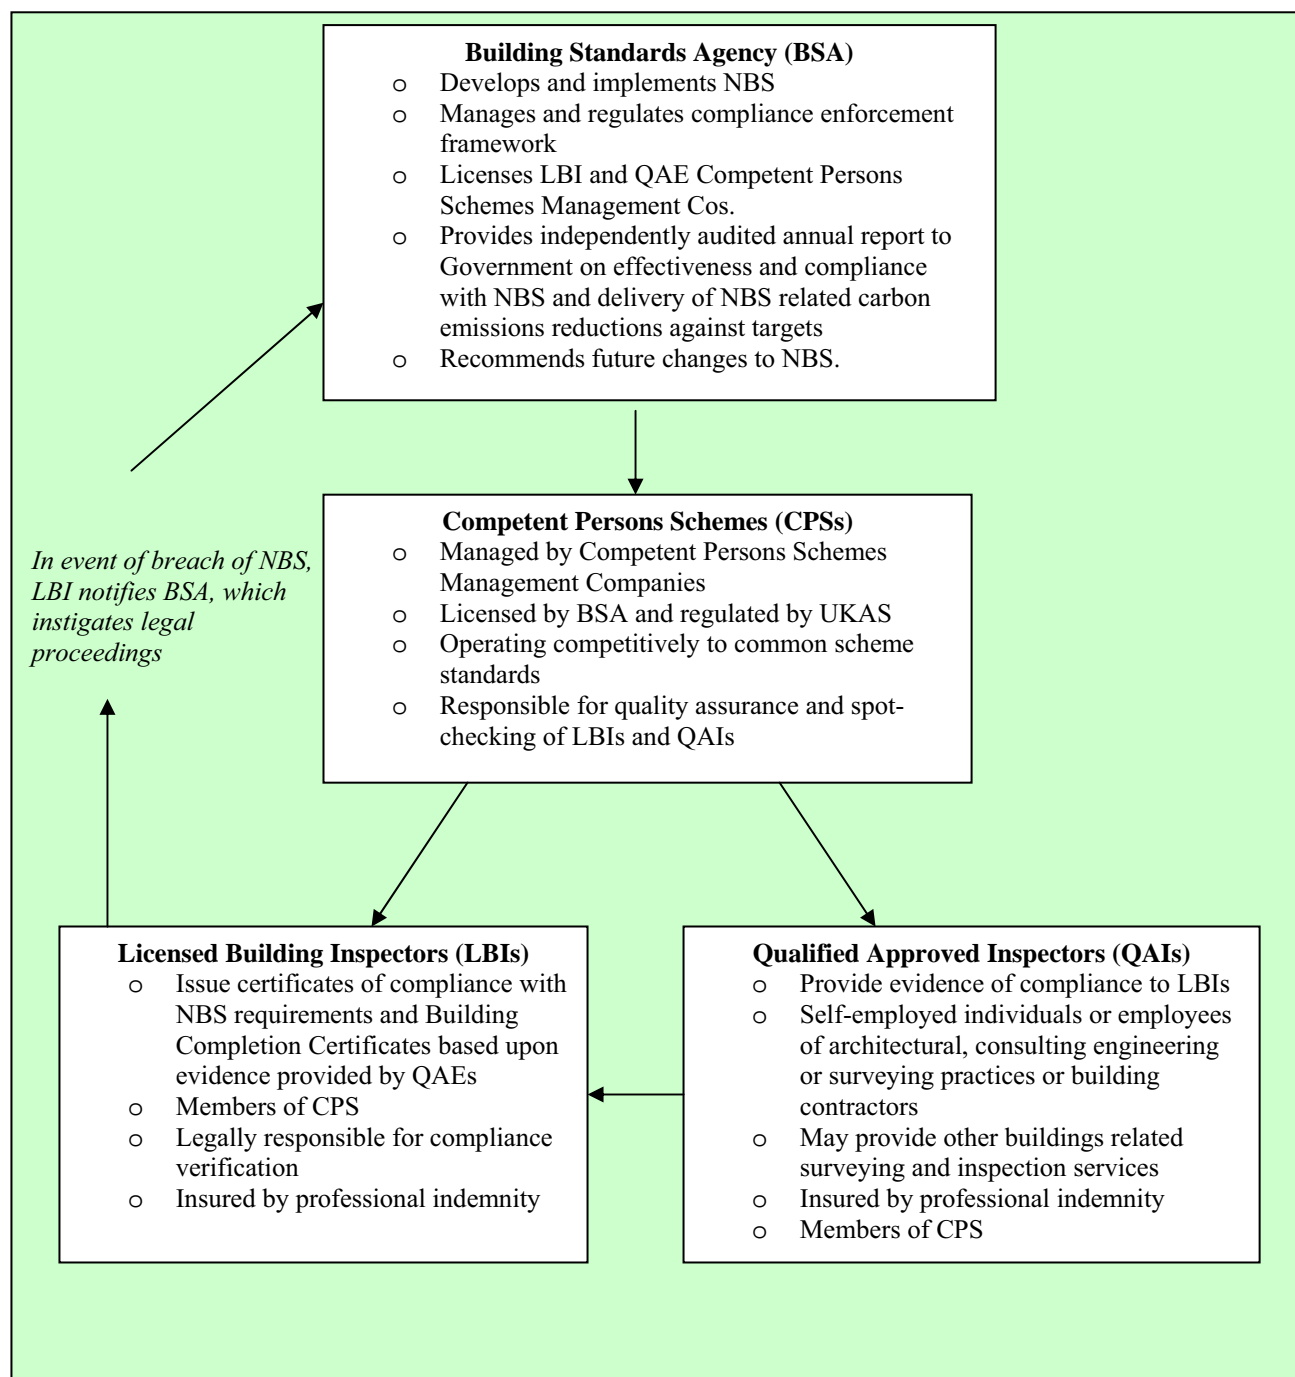 Building Standards Agency (BSA)
o Develops and implements NBS
o Manages and regulates compliance enforcement
framework
o Licenses LBI and QAE Competent Persons
Schemes Management Cos.
o Provides independently audited annual report to
Government on effectiveness and compliance
with NBS and delivery of NBS related carbon
emissions reductions against targets
o Recommends future changes to NBS.
Competent Persons Schemes (CPSs)
o Managed by Competent Persons Schemes
Management Companies
o Licensed by BSA and regulated by UKAS
o Operating competitively to common scheme
standards
o Responsible for quality assurance and spot-
checking of LBIs and QAIs
In event of breach of NBS,
LBI notifies BSA, which
instigates legal
proceedings
Licensed Building Inspectors (LBIs)
o Issue certificates of compliance with
NBS requirements and Building
Completion Certificates based upon
evidence provided by QAEs
o Members of CPS
o Legally responsible for compliance
verification
o Insured by professional indemnity
Qualified Approved Inspectors (QAIs)
o Provide evidence of compliance to LBIs
o Self-employed individuals or employees
of architectural, consulting engineering
or surveying practices or building
contractors
o May provide other buildings related
surveying and inspection services
o Insured by professional indemnity
o Members of CPS